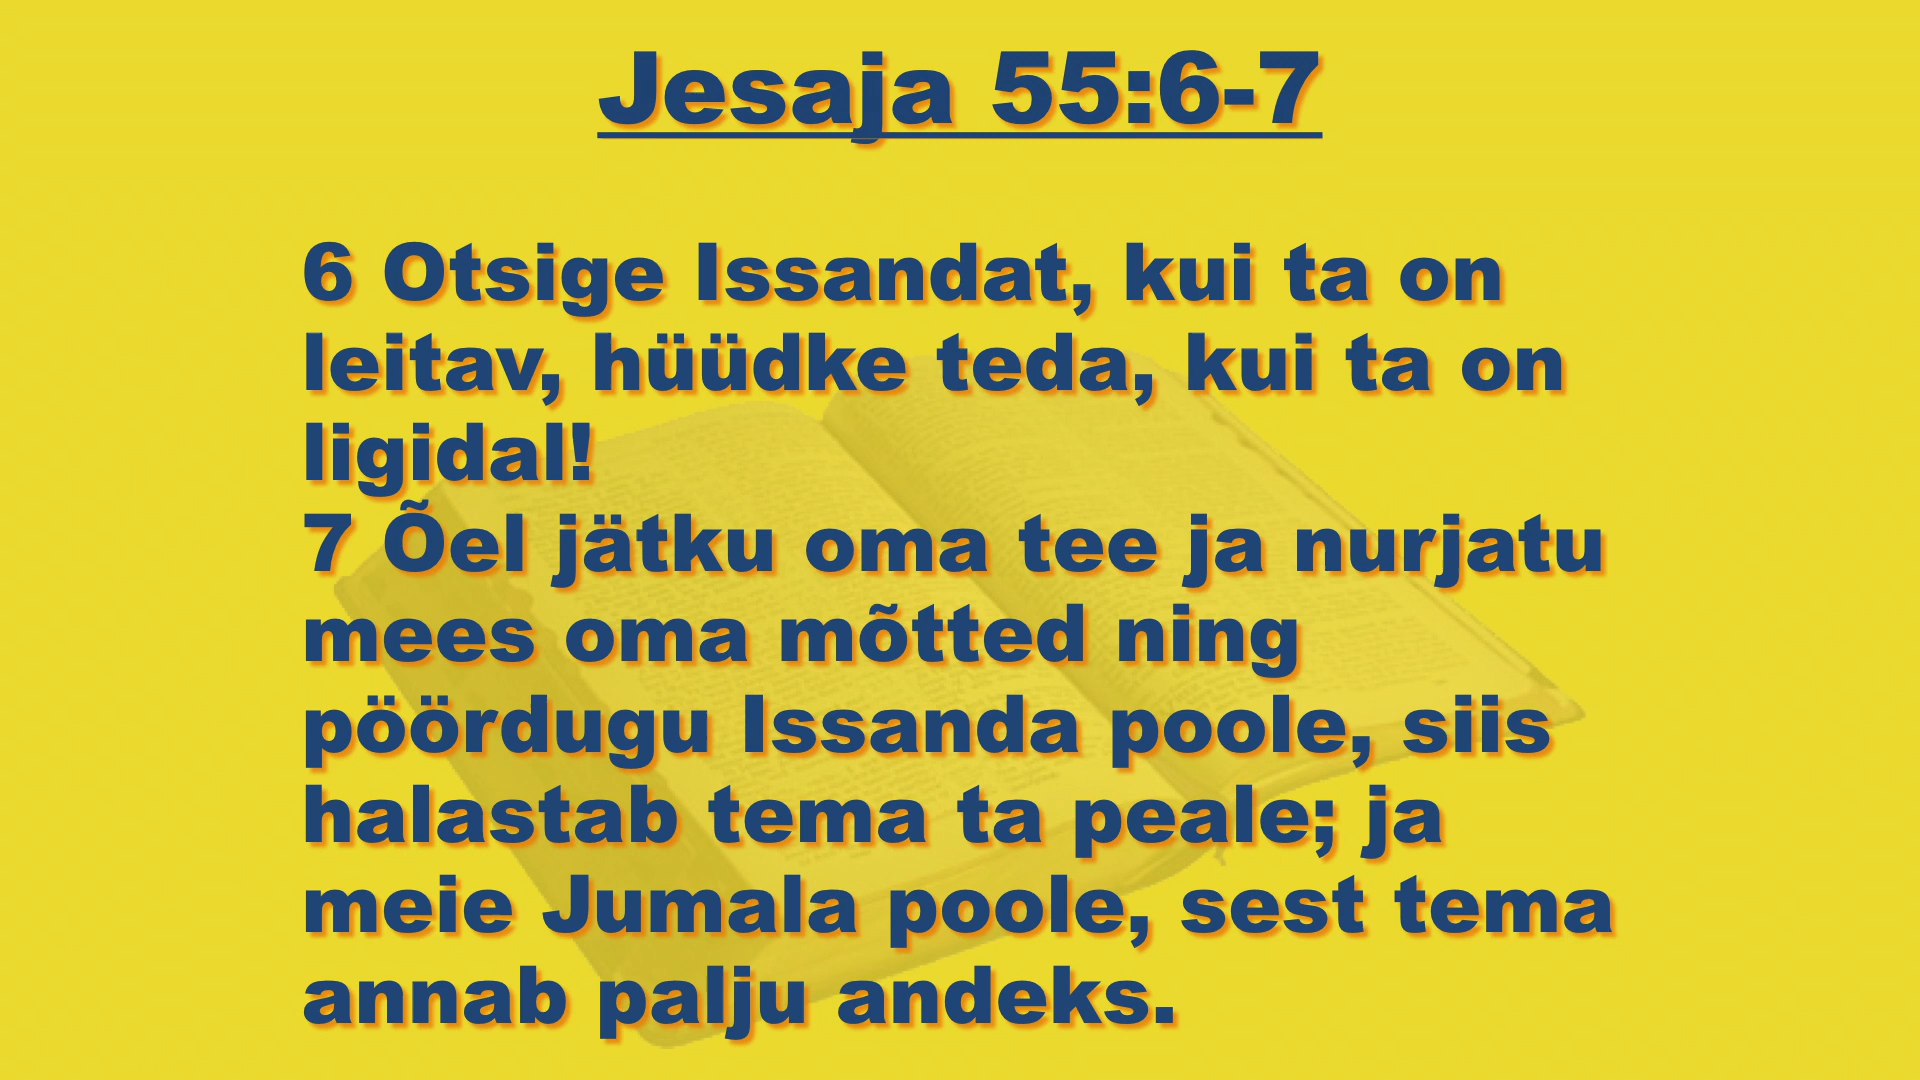 Jesaja 55:6-7
6 Otsige Issandat, kui ta on
leitav, hüüdke teda, kui ta on
ligidal!
7 Õel jätku oma tee ja nurjatu
mees oma mõtted ning
pöördugu Issanda poole, siis
halastab tema ta peale; ja
meie Jumala poole, sest tema
annab palju andeks.